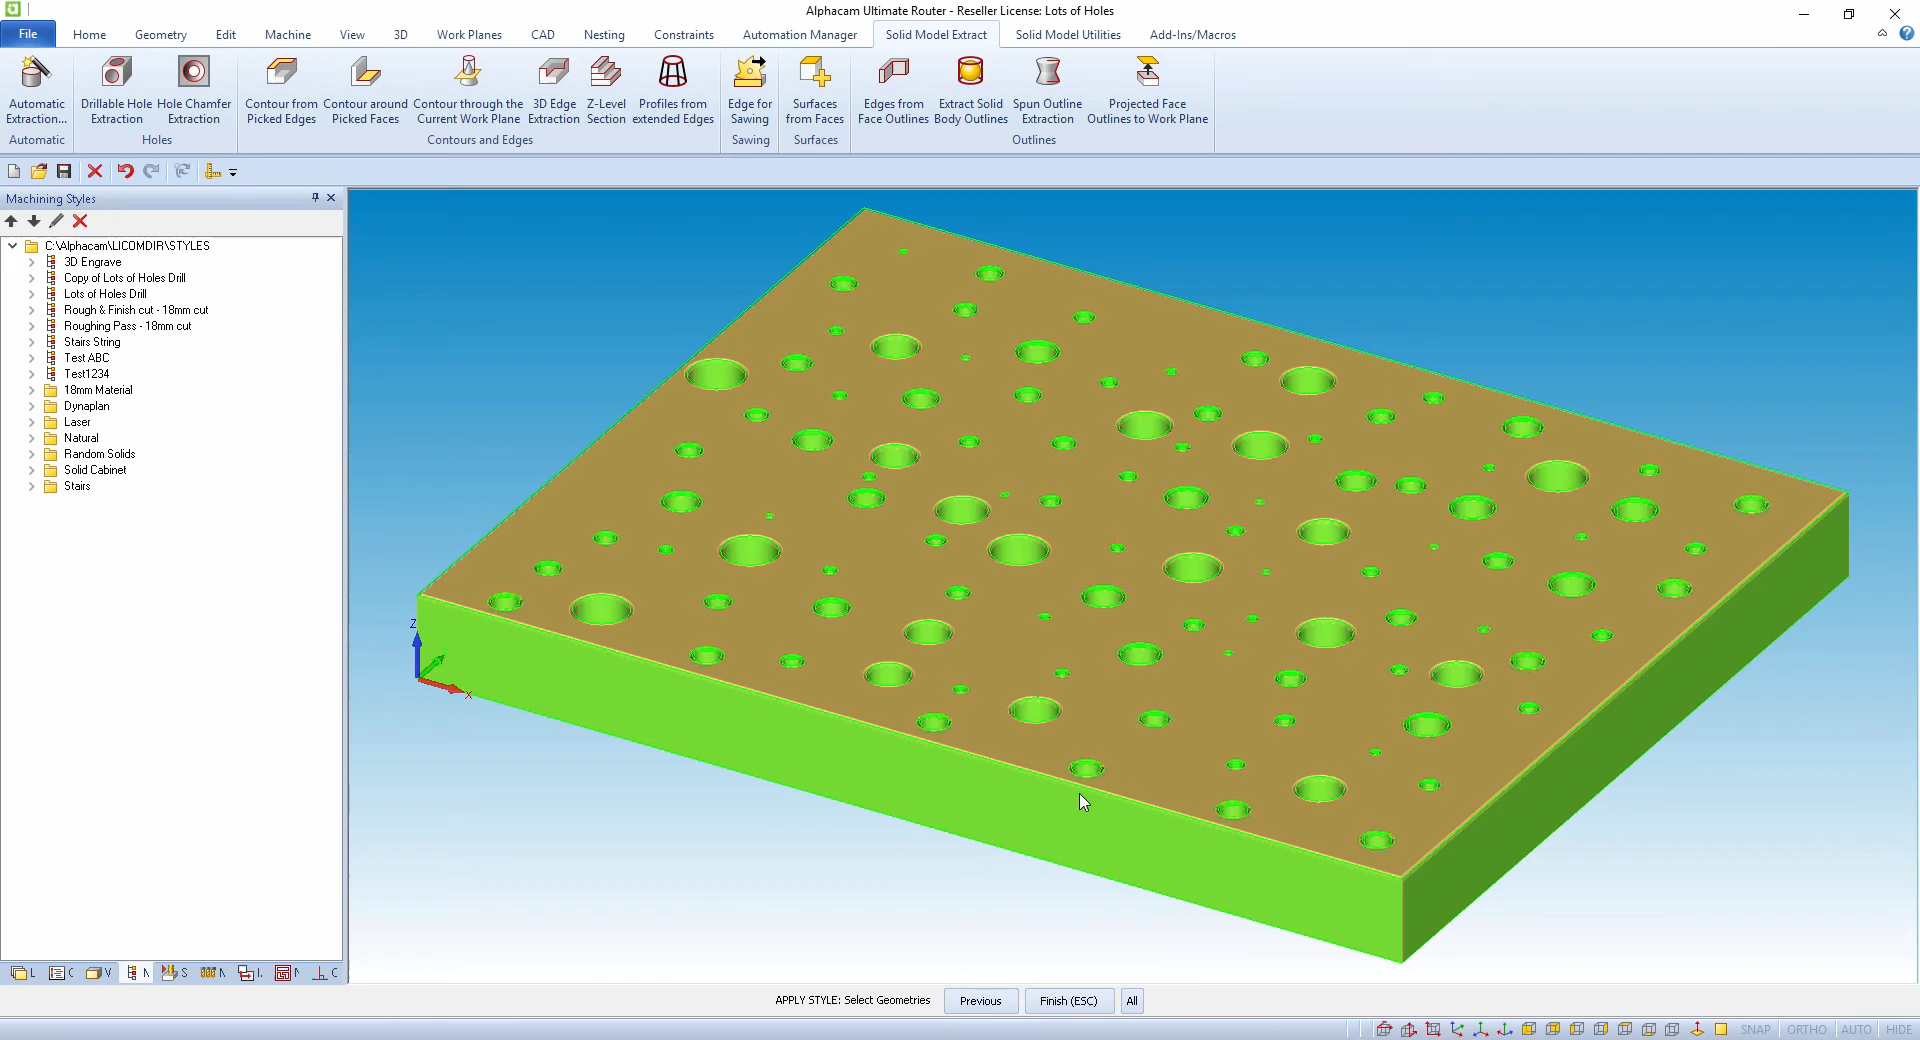 Alphacam Ultimate Router - Reseller License: Lots of Holes
File Home Geometry Edit Machine View 3D Work Planes CAD Nesting Constraints Automation Manager Solid Model Extract Solid Model Utilities Add-Ins/Macros
Automatic Extraction...
Drillable Hole Extraction
Hole Chamfer Extraction
Contour from Picked Edges
Contour around Picked Faces
Contour through the Current Work Plane
3D Edge Extraction
Z-Level Section
Profiles from extended Edges
Edge for Sawing
Surfaces from Faces
Edges from Face Outlines
Extract Solid Body Outlines
Spun Outline Extraction
Projected Face Outlines to Work Plane
Automatic Holes Contours and Edges Sawing Surfaces Outlines
Machining Styles
C:\Alphacam\LICOMDIR\STYLES
3D Engrave
Copy of Lots of Holes Drill
Lots of Holes Drill
Rough & Finish cut - 18mm cut
Roughing Pass - 18mm cut
Stairs String
Test ABC
Test1234
18mm Material
Dynaplan
Laser
Natural
Random Solids
Solid Cabinet
Stairs
Z
X
L C V N S N I. N C
APPLY STYLE: Select Geometries Previous Finish (ESC) All
SNAP ORTHO AUTO HIDE